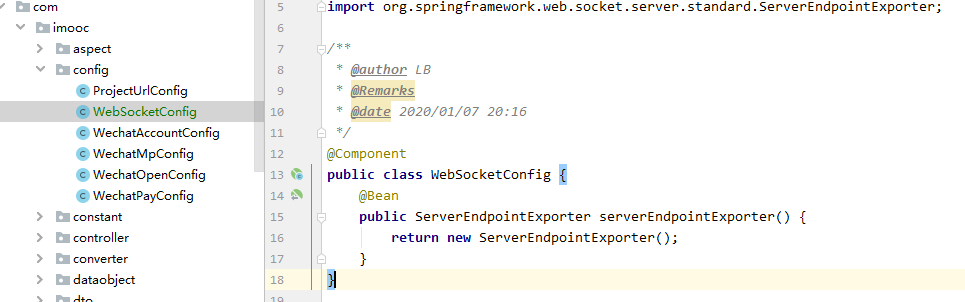 com
imooc
aspect
config
ProjectUrlConfig
WebSocketConfig
WechatAccountConfig
WechatMpConfig
WechatOpenConfig
WechatPayConfig
constant
controller
converter
dataobject
dto
5 import org.springframework.web.socket.server.standard.ServerEndpointExporter;
6
7 /**
8 * @author LB
9 * @Remarks
10 * @date 2020/01/07 20:16
11 */
12 @Component
13 public class WebSocketConfig {
14 @Bean
15 public ServerEndpointExporter serverEndpointExporter() {
16 return new ServerEndpointExporter();
17 }
18 }
19